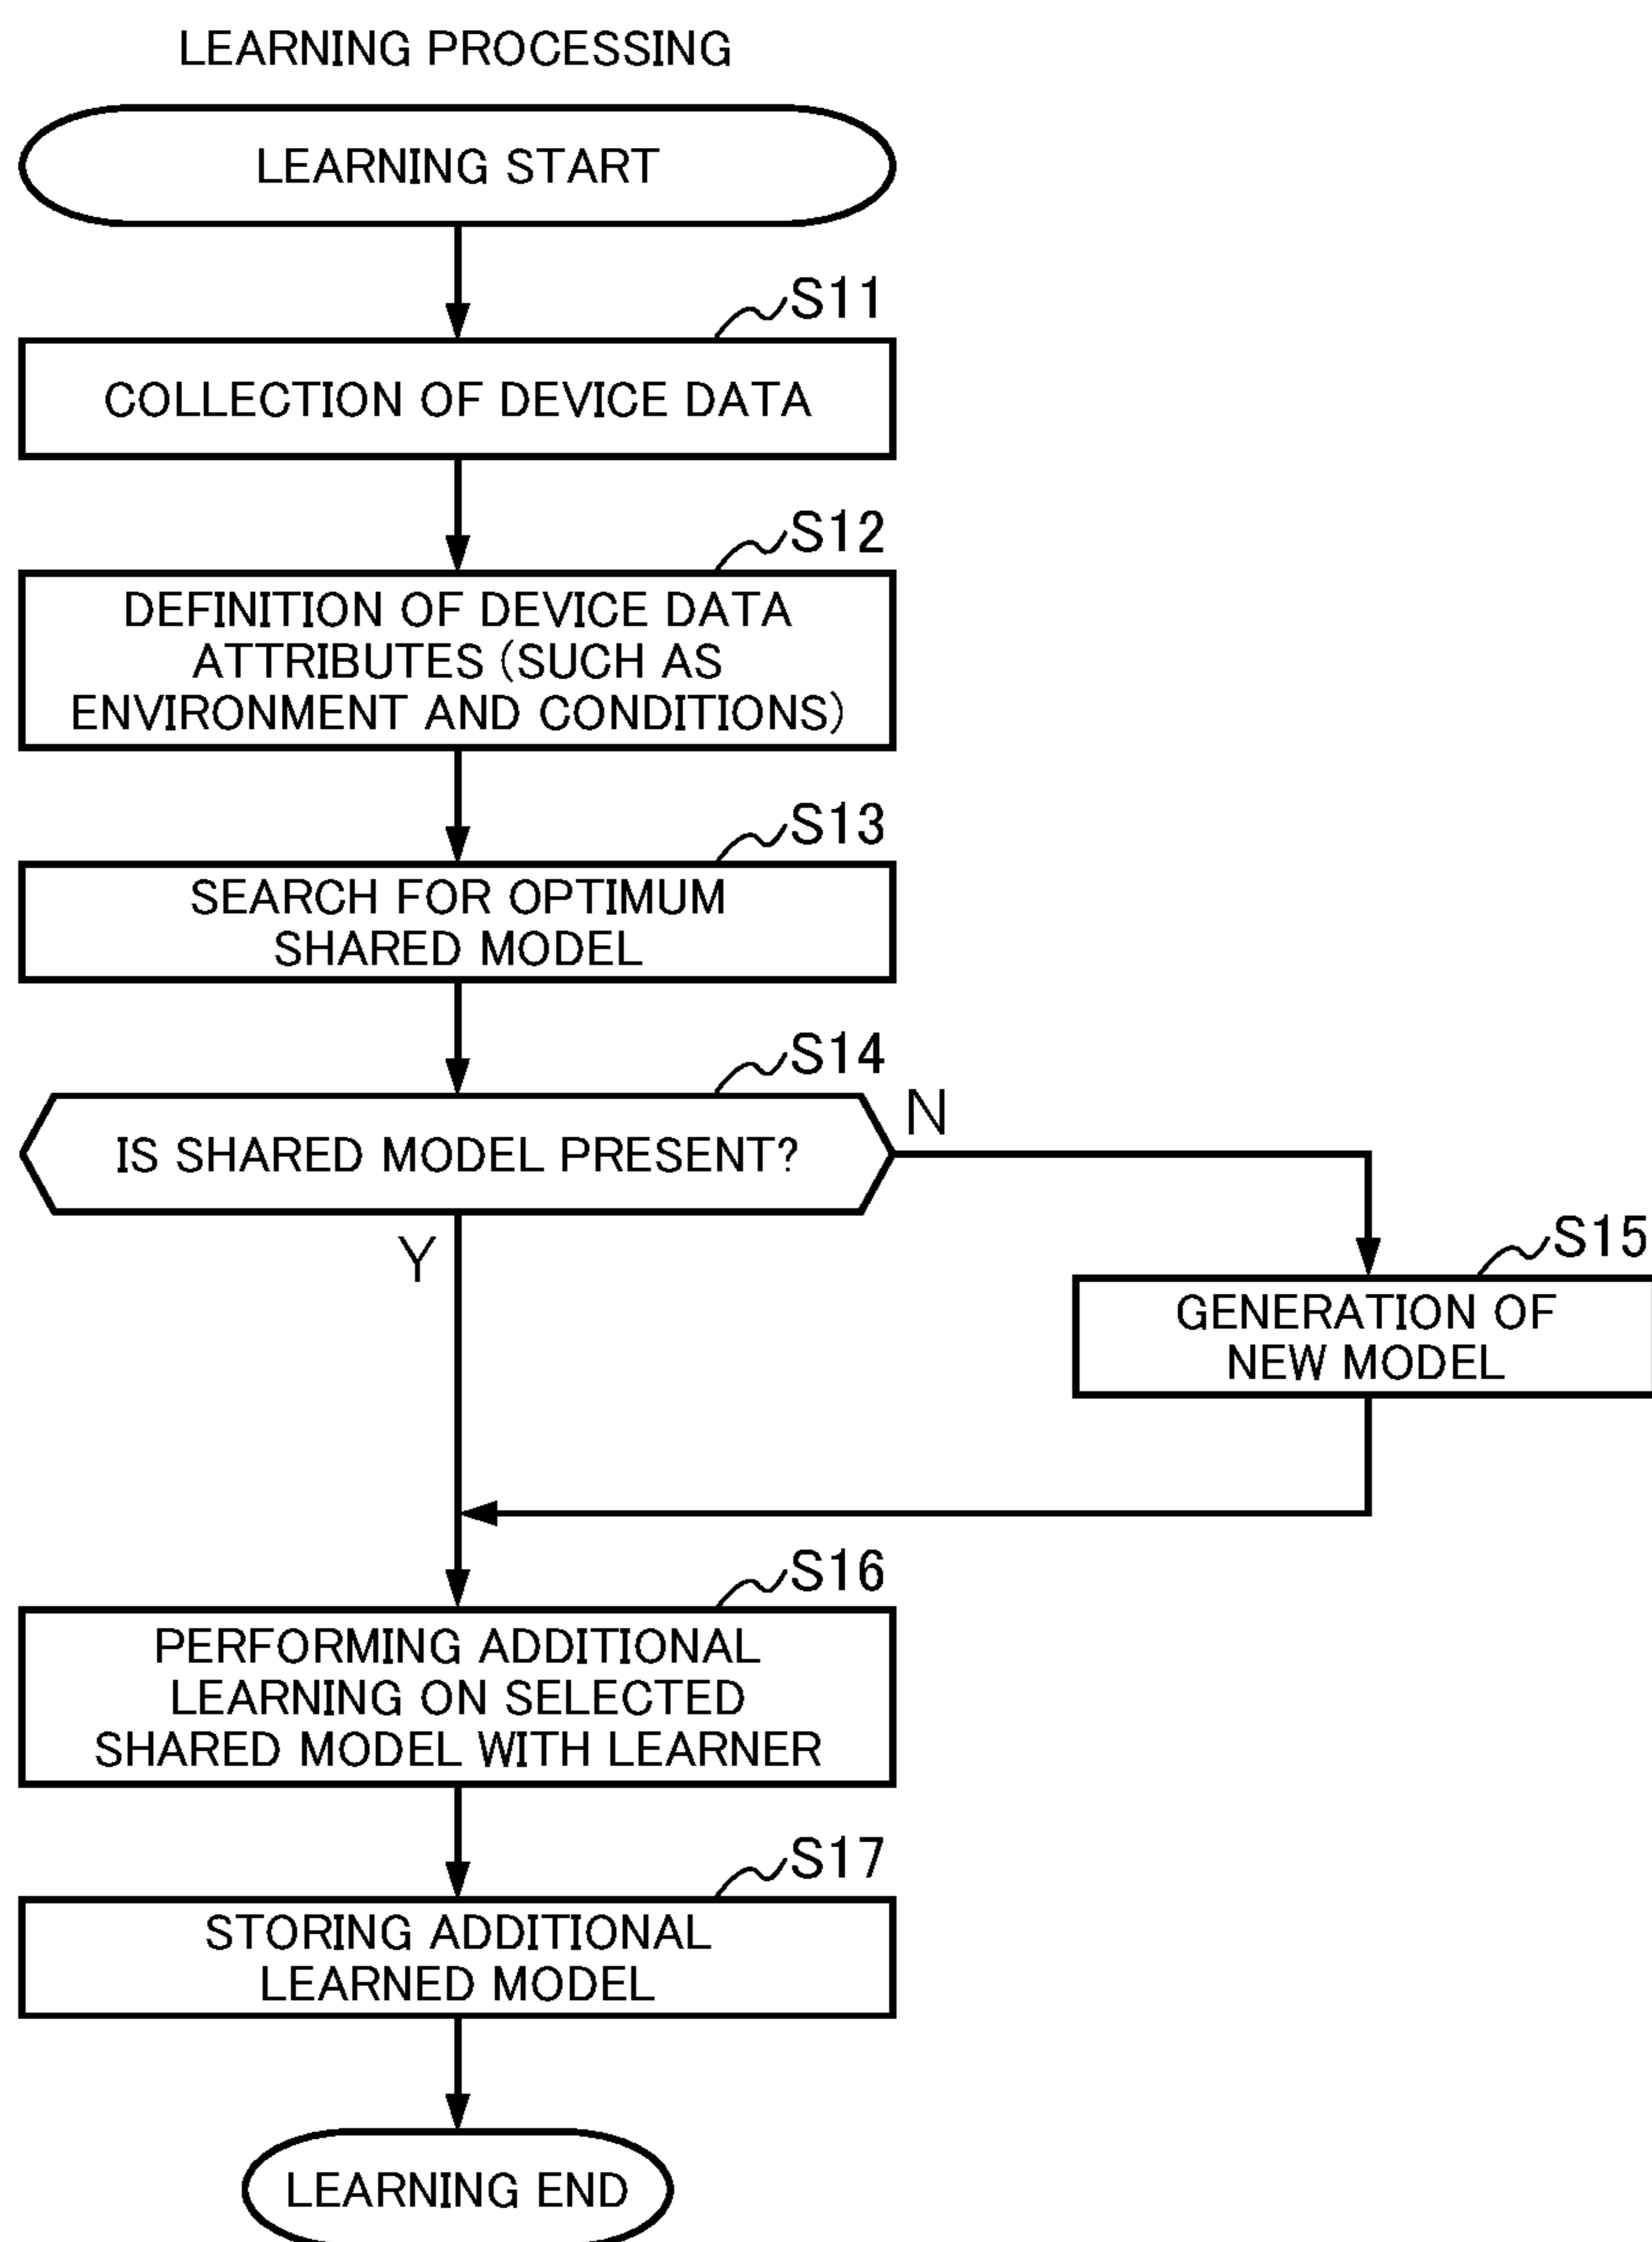 LEARNING PROCESSING
LEARNING START
S11
COLLECTION OF DEVICE DATA
S12
DEFINITION OF DEVICE DATA
ATTRIBUTES (SUCH AS
ENVIRONMENT AND CONDITIONS)
S13
SEARCH FOR OPTIMUM
SHARED MODEL
S14
IS SHARED MODEL PRESENT?
N
Y
S15
GENERATION OF
NEW MODEL
S16
PERFORMING ADDITIONAL
LEARNING ON SELECTED
SHARED MODEL WITH LEARNER
S17
STORING ADDITIONAL
LEARNED MODEL
LEARNING END